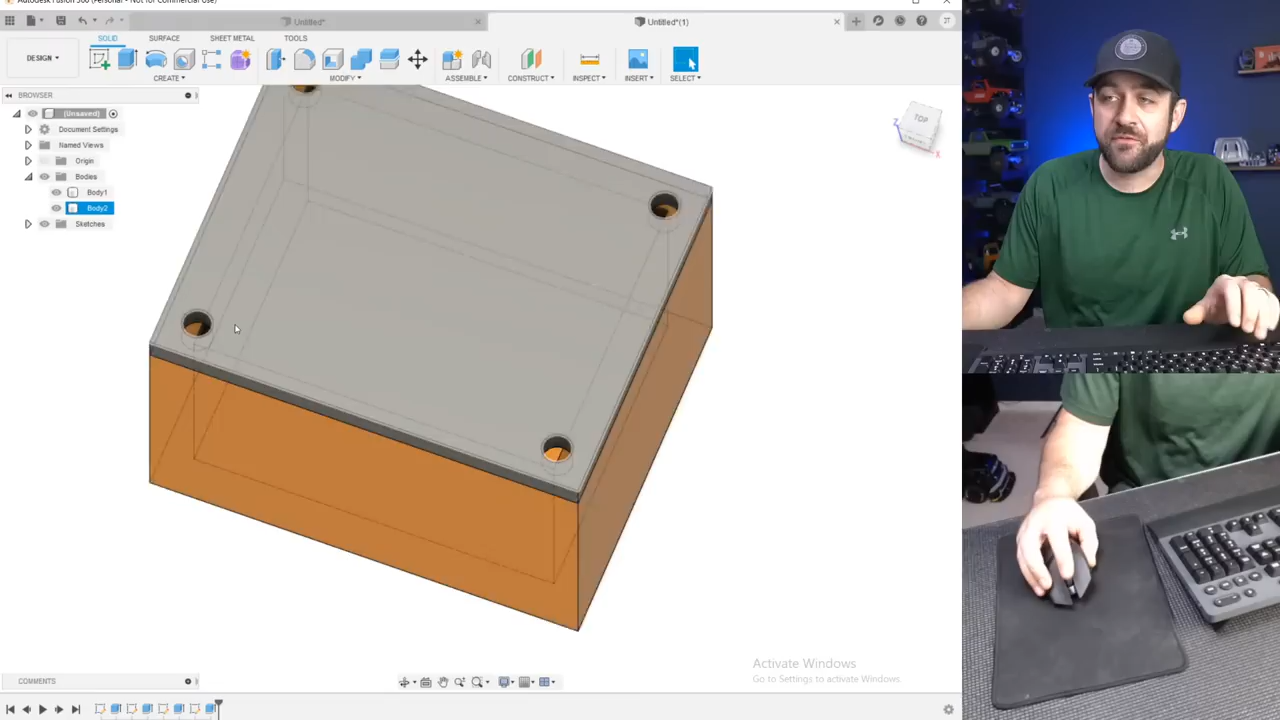 Autodesk Fusion 360 (Personal - Not for Commercial Use)
Untitled*
Untitled*(1)
JT
SOLID
SURFACE
SHEET METAL
TOOLS
DESIGN
CREATE
MODIFY
ASSEMBLE
CONSTRUCT
INSPECT
INSERT
SELECT
BROWSER
(Unsaved)
Document Settings
Named Views
Origin
Bodies
Body1
Body2
Sketches
TOP
Z
X
Activate Windows
Go to Settings to activate Windows.
COMMENTS